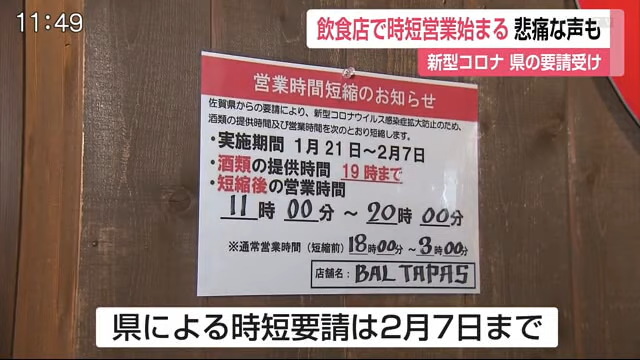 11:49
飲食店で時短営業始まる 悲痛な声も
新型コロナ 県の要請受け
営業時間短縮のお知らせ
佐賀県からの要請により、新型コロナウイルス感染症拡大防止のため、
酒類の提供時間及び営業時間を次のとおり短縮します。
・実施期間 1月21日～2月7日
・酒類の提供時間 19時まで
・短縮後の営業時間
11時 00分 ～ 20時 00分
※通常営業時間(短縮前) 18時00分 ～ 3時00分
店舗名: BAL TAPAS
県による時短要請は2月7日まで